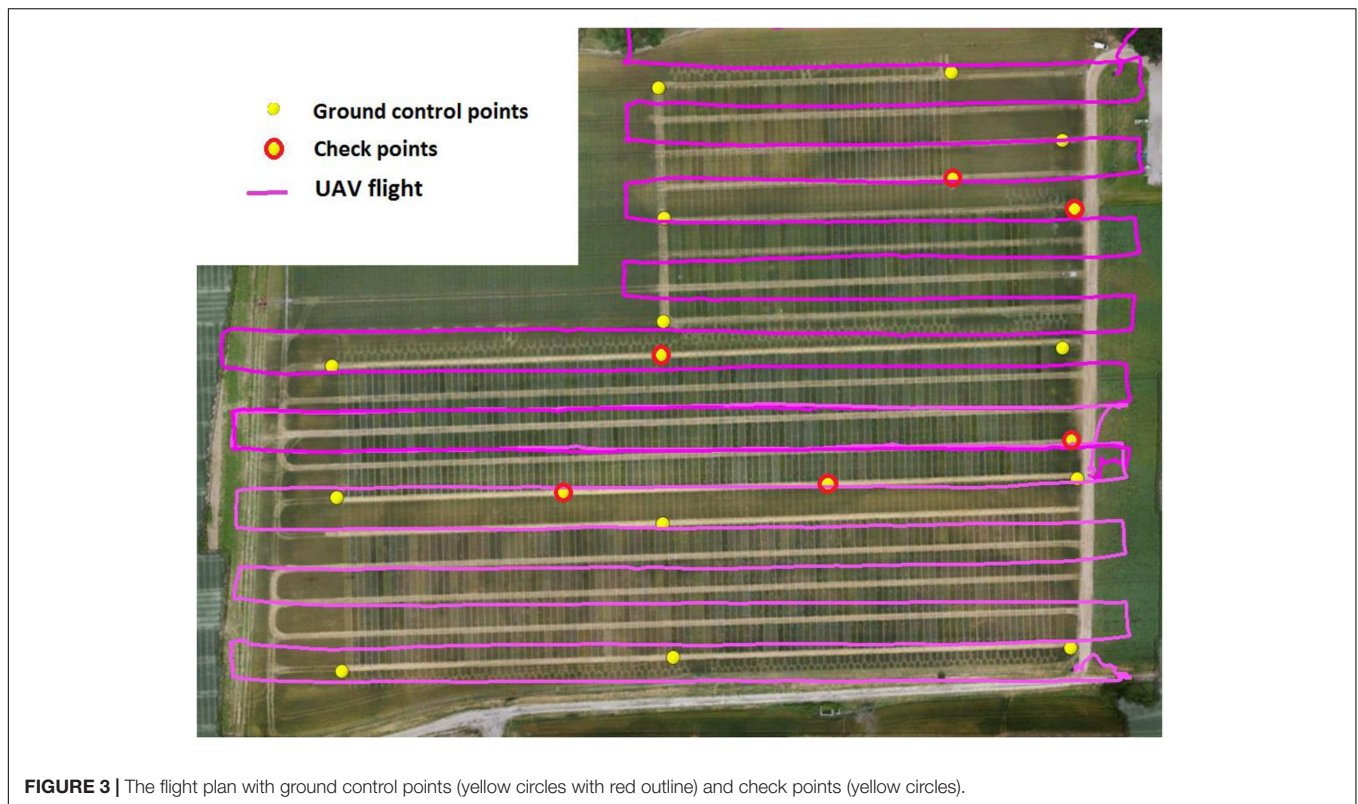 Ground control points
Check points
UAV flight
FIGURE 3 | The flight plan with ground control points (yellow circles with red outline) and check points (yellow circles).